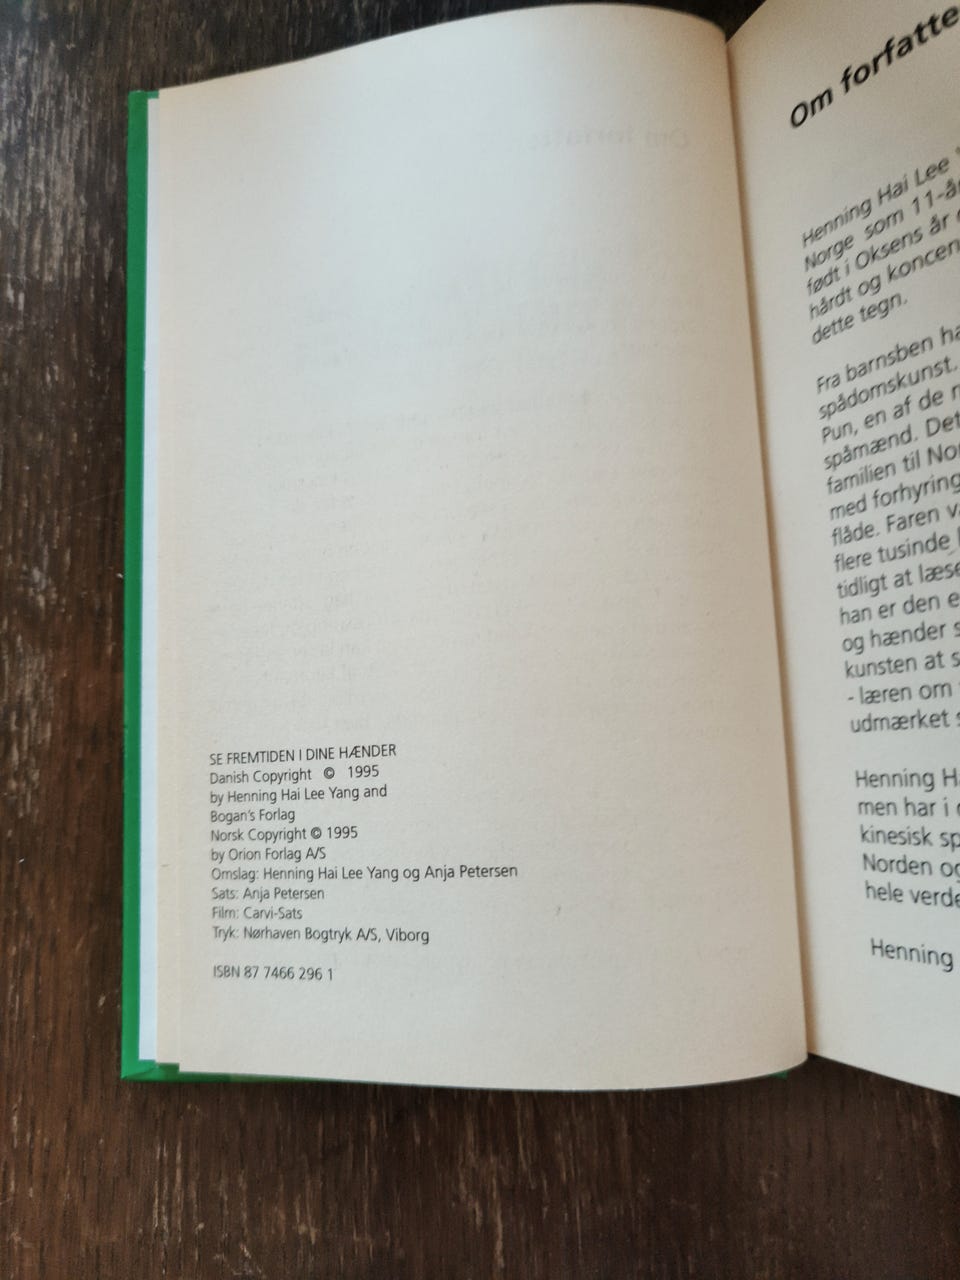 SE FREMTIDEN I DINE HÆNDER
Danish Copyright © 1995
by Henning Hai Lee Yang and
Bogan's Forlag
Norsk Copyright © 1995
by Orion Forlag A/S
Omslag: Henning Hai Lee Yang og Anja Petersen
Sats: Anja Petersen
Film: Carvi-Sats
Tryk: Nørhaven Bogtryk A/S, Viborg
ISBN 87 7466 296 1
Om forfatte
Henning Hai Lee
Norge som 11-år
født i Oksens år
hårdt og koncen
dette tegn.
Fra barnsben ha
spådomskunst.
Pun, en af de
spåmænd. Det
familien til No
med forhyring
flåde. Faren v
flere tusinde
tidligt at læse
han er den e
og hænder s
kunsten at s
- læren om
udmærket s
Henning H
men har i
kinesisk sp
Norden og
hele verde
Henning